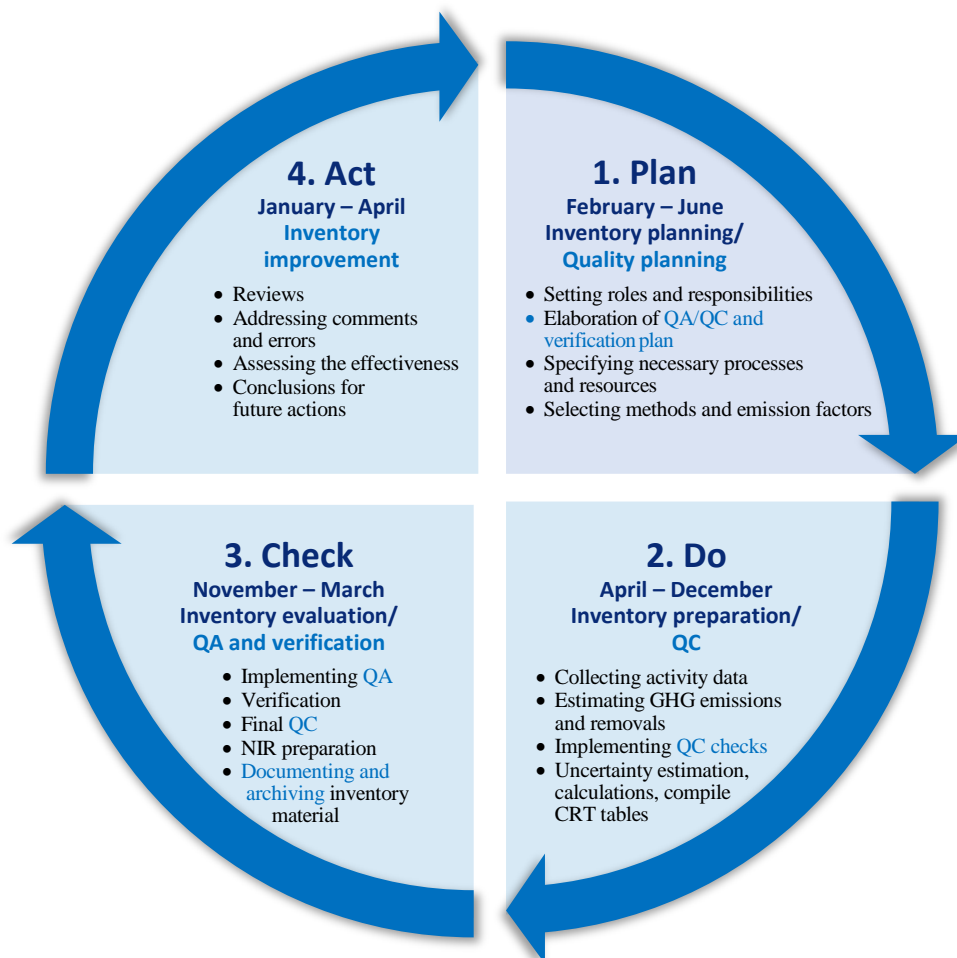 4. Act
January – April
Inventory
improvement
• Reviews
• Addressing comments
and errors
• Assessing the effectiveness
• Conclusions for
future actions
1. Plan
February – June
Inventory planning/
Quality planning
• Setting roles and responsibilities
• Elaboration of QA/QC and
verification plan
• Specifying necessary processes
and resources
• Selecting methods and emission factors
3. Check
November – March
Inventory evaluation/
QA and verification
• Implementing QA
• Verification
• Final QC
• NIR preparation
• Documenting and
archiving inventory
material
2. Do
April – December
Inventory preparation/
QC
• Collecting activity data
• Estimating GHG emissions
and removals
• Implementing QC checks
• Uncertainty estimation,
calculations, compile
CRT tables